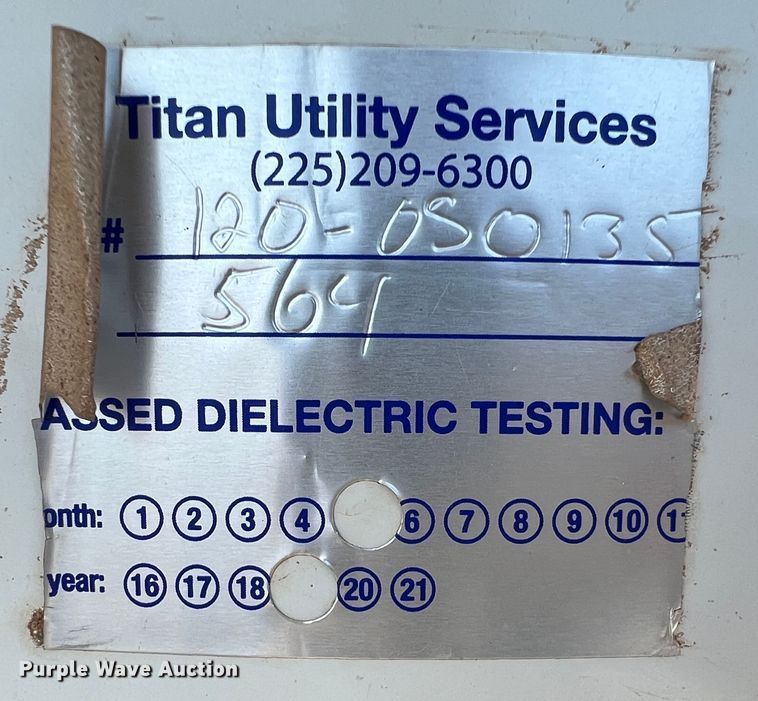 Titan Utility Services
(225)209-6300
# 120-050135
564
ASSED DIELECTRIC TESTING:
onth: 1 2 3 4 6 7 8 9 10 11
year: 16 17 18 20 21
Purple Wave Auction